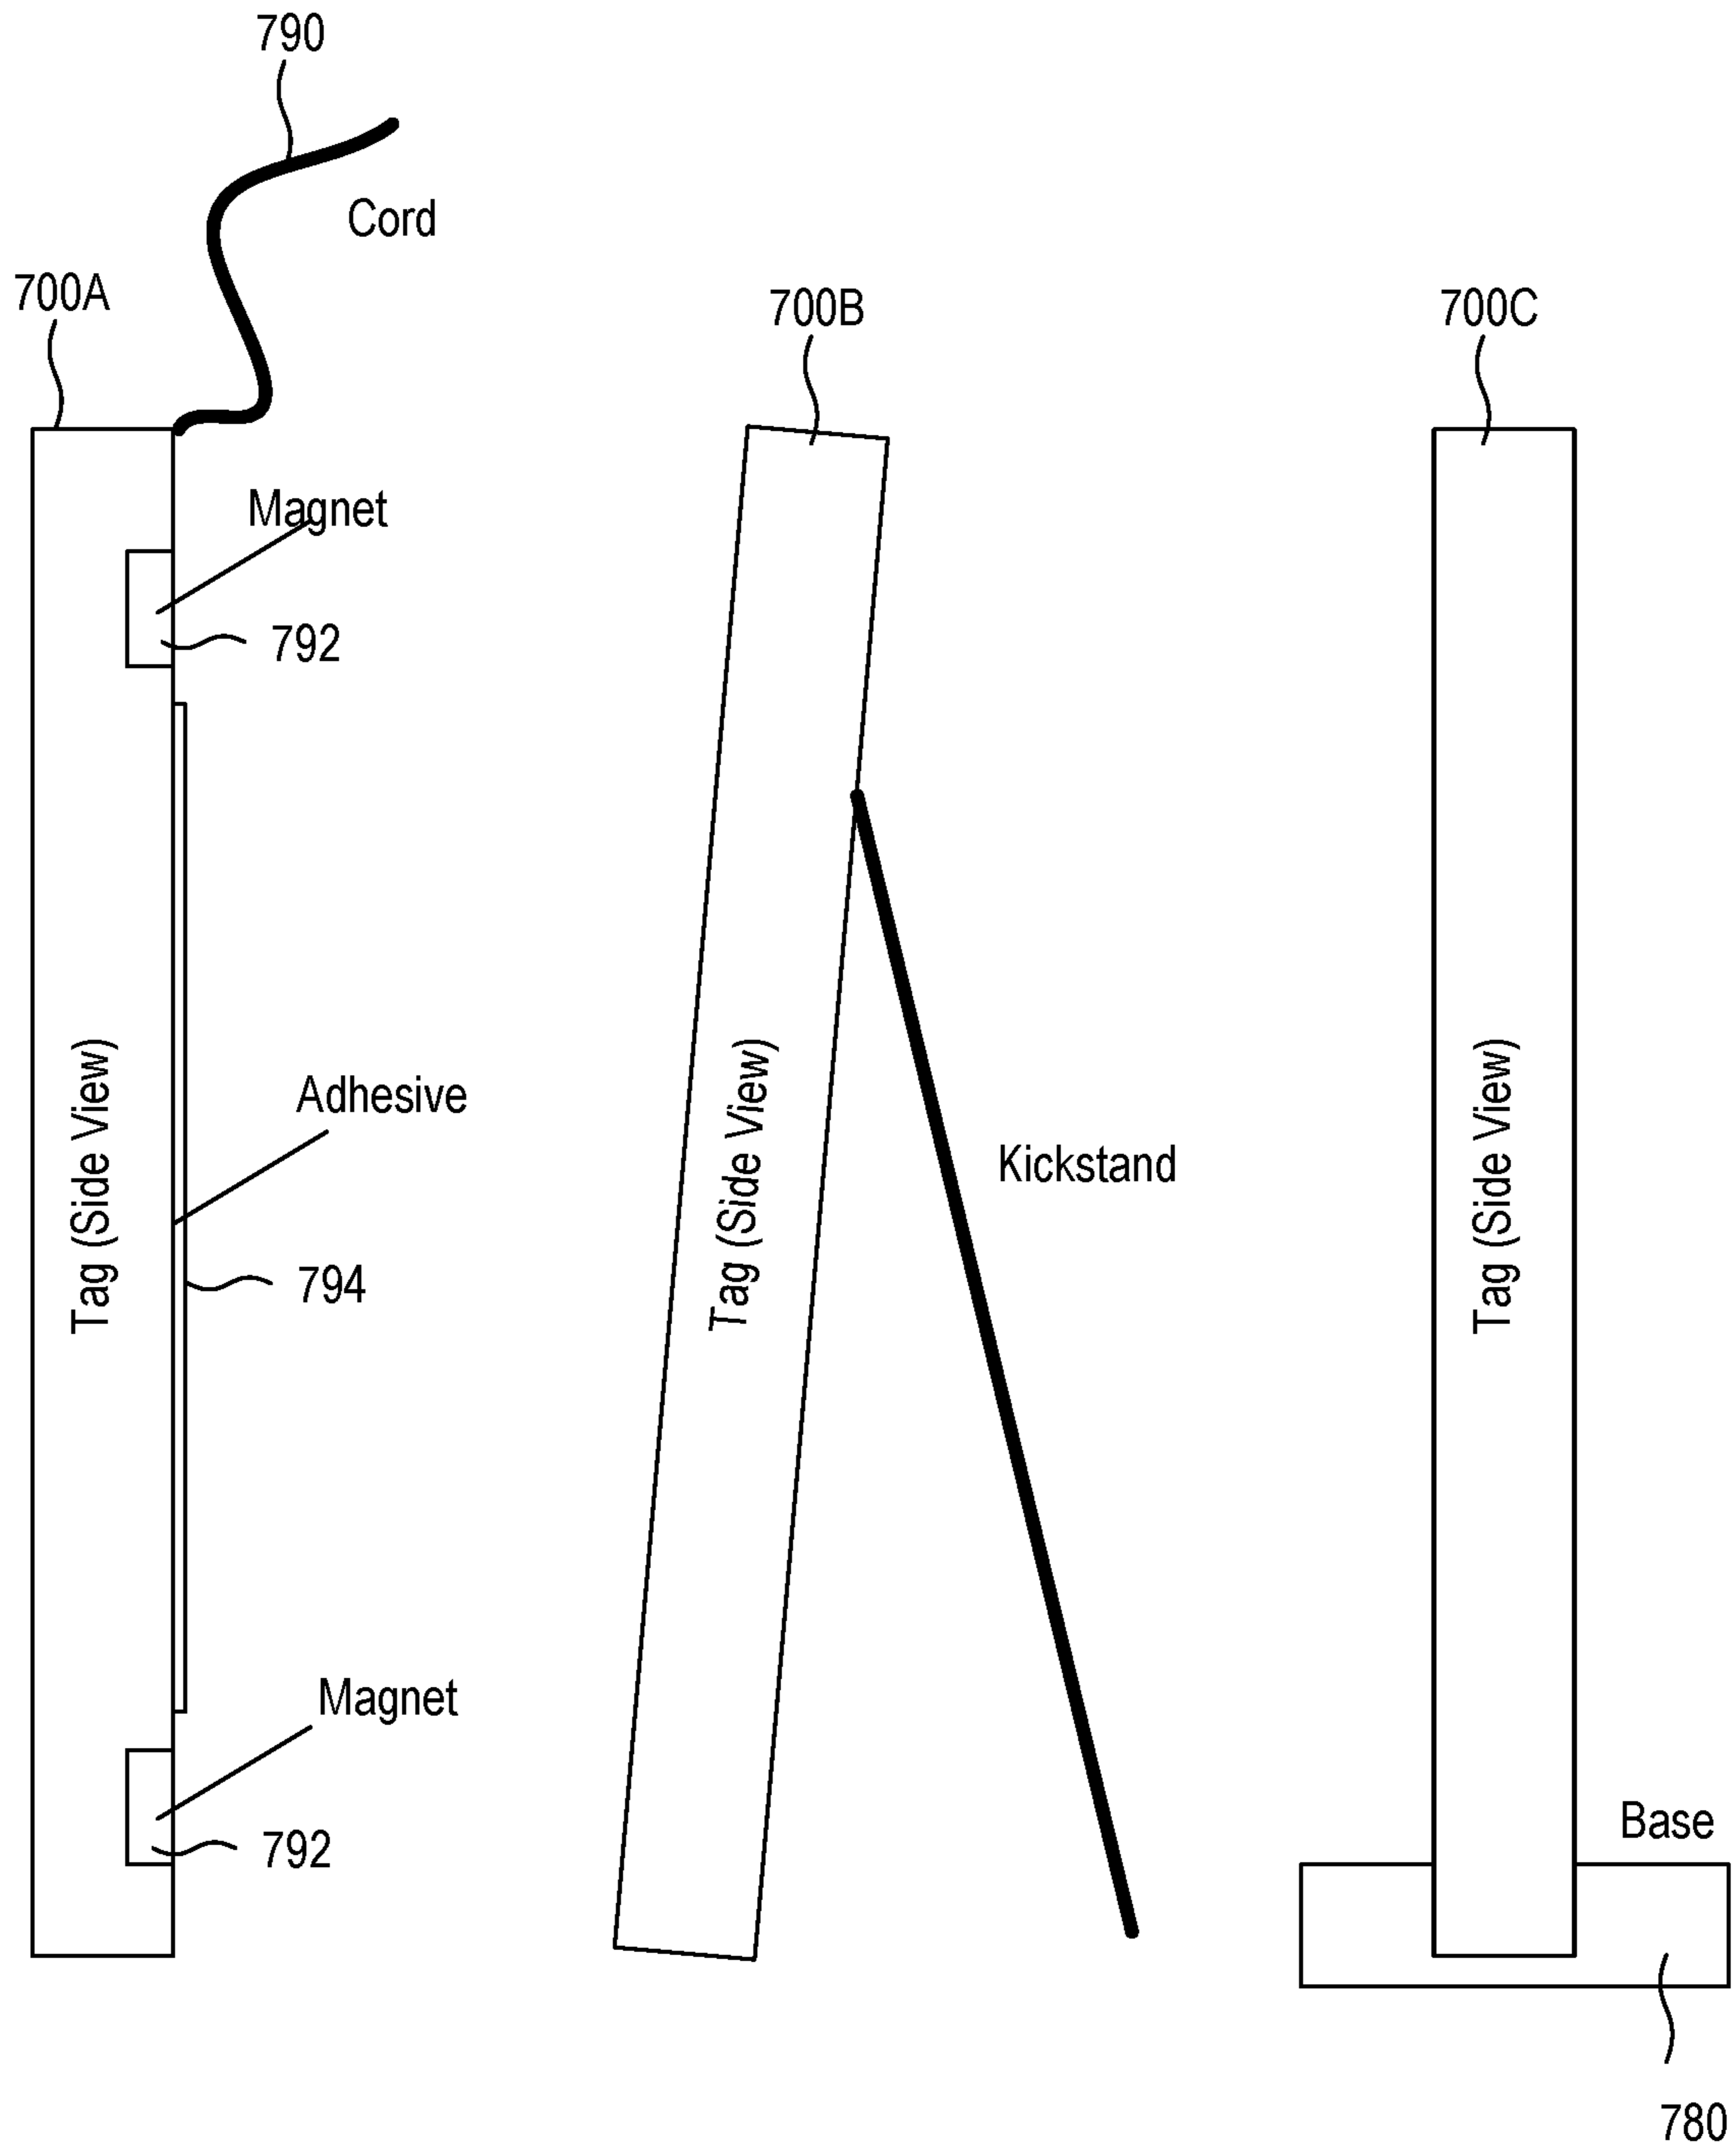 790
Cord
700A
700B
700C
Magnet
792
Tag (Side View)
Adhesive
794
Tag (Side View)
Kickstand
Tag (Side View)
Magnet
792
Base
780